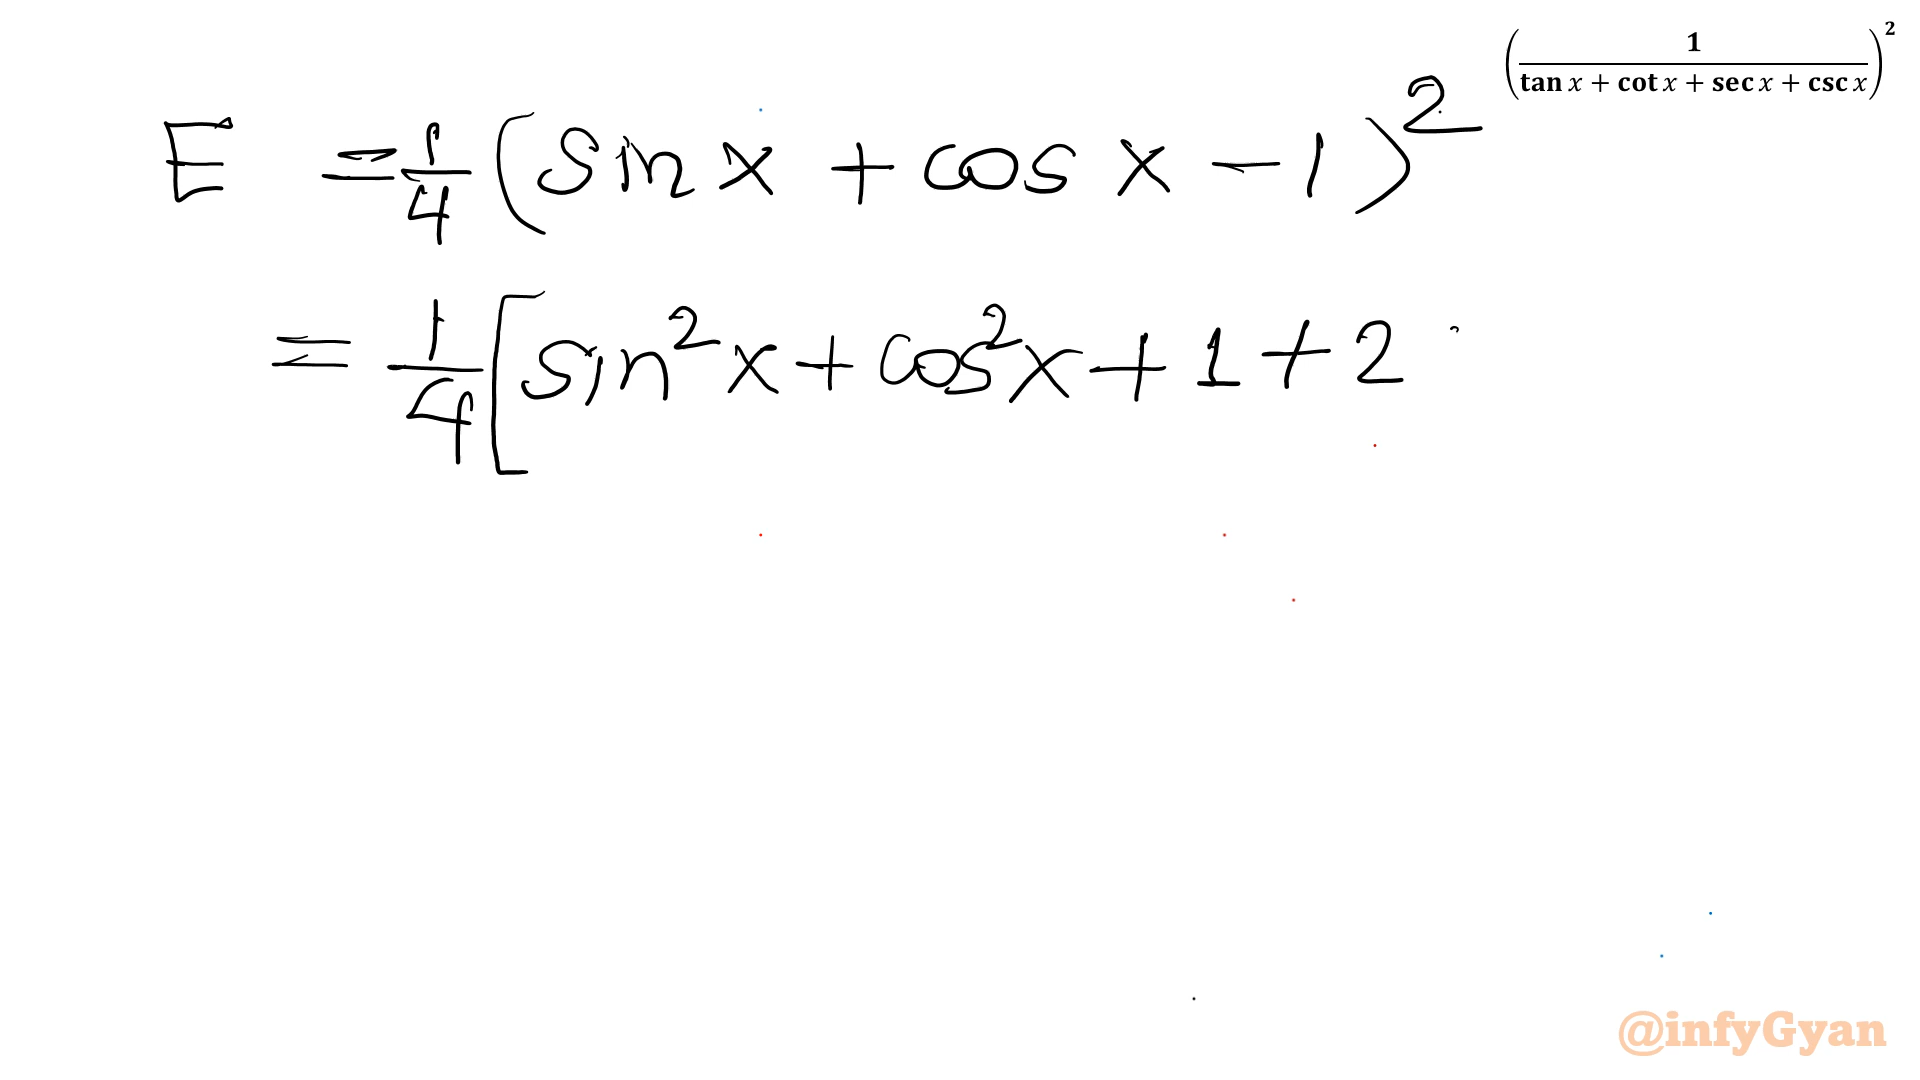 (1/(tan x + cot x + sec x + csc x))²
E = 1/4 (sin x + cos x − 1)²
= 1/4 [sin²x + cos²x + 1 + 2
@infyGyan